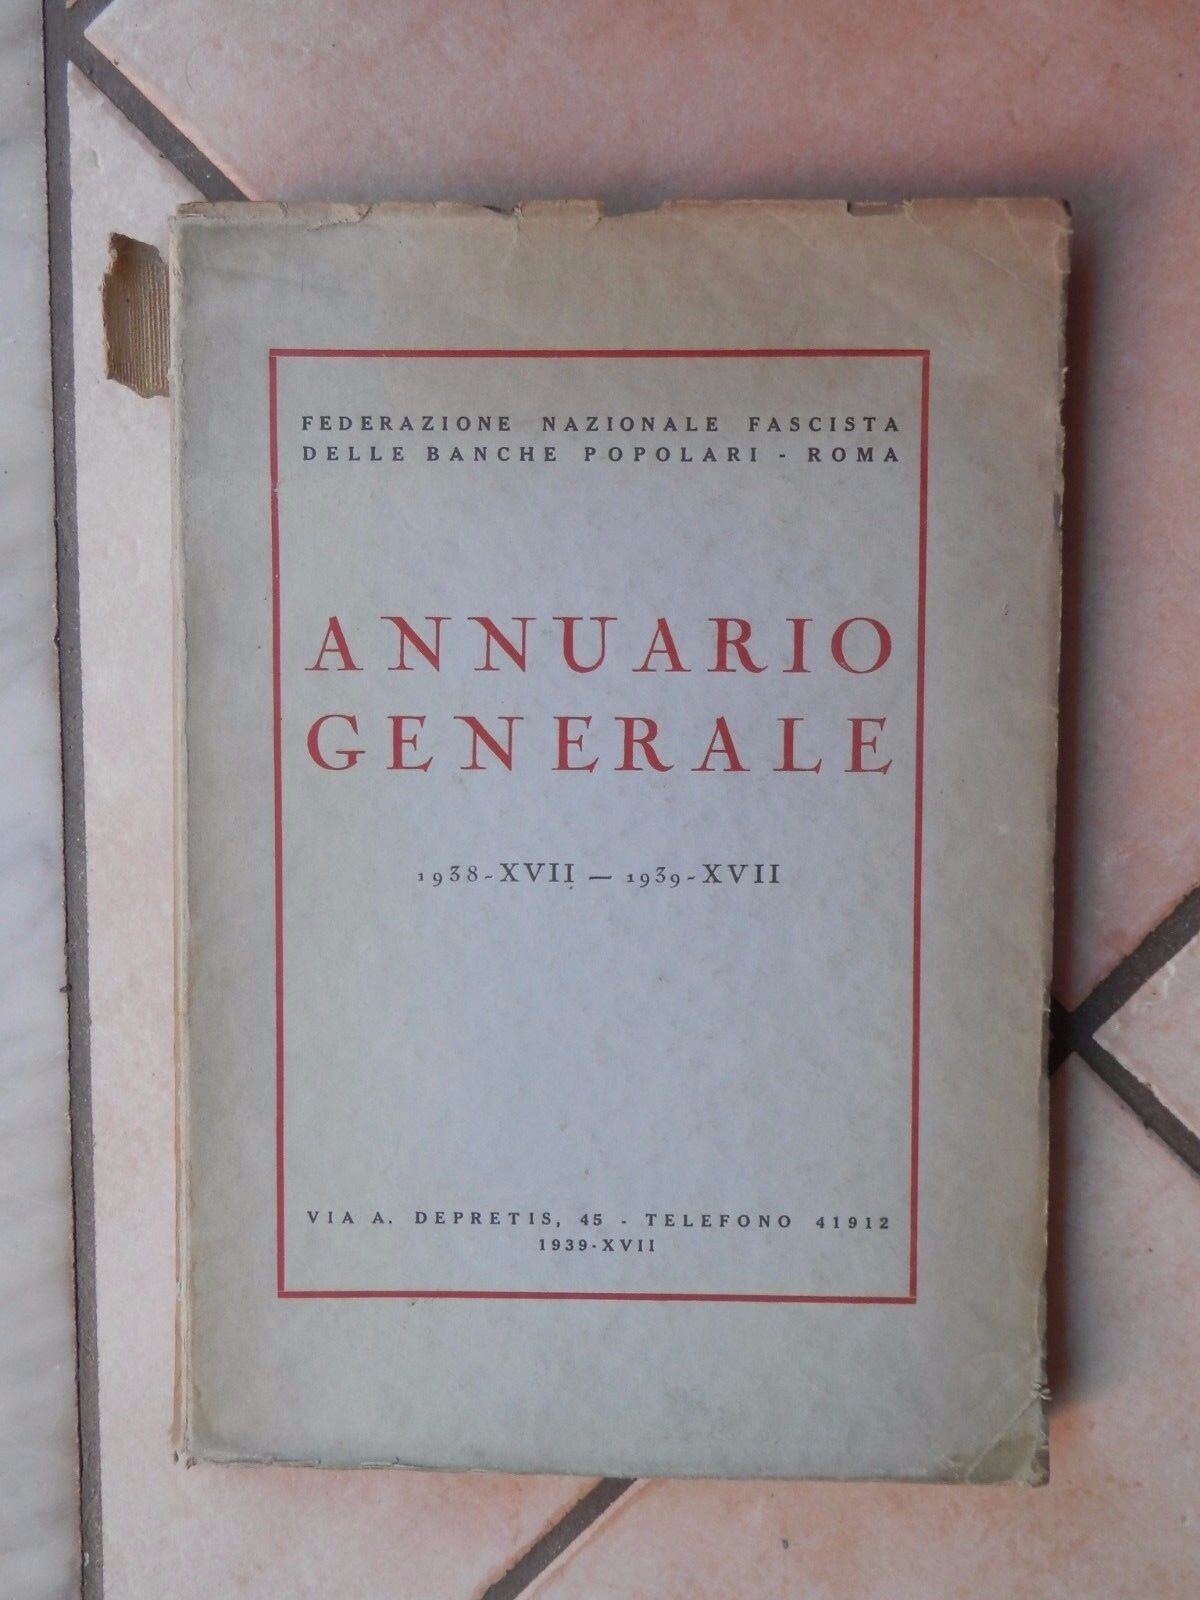 FEDERAZIONE NAZIONALE FASCISTA
DELLE BANCHE POPOLARI - ROMA
ANNUARIO
GENERALE
1938-XVII — 1939-XVII
VIA A. DEPRETIS, 45 - TELEFONO 41912
1939-XVII